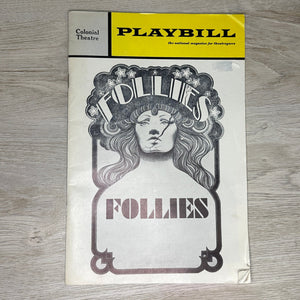 Colonial
Theatre
PLAYBILL
the national magazine for theatregoers
FOLLIES
FOLLIES